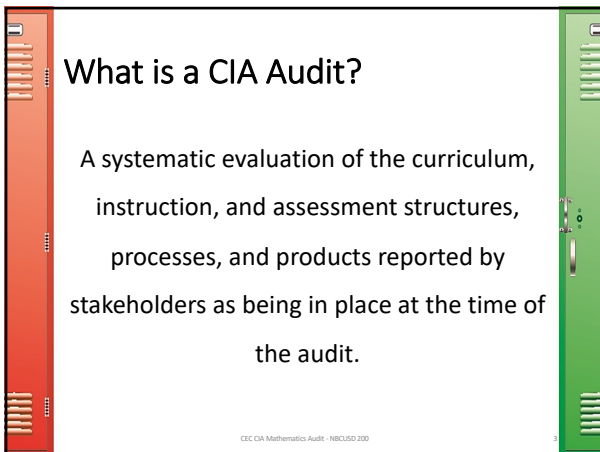 What is a CIA Audit?
A systematic evaluation of the curriculum,
instruction, and assessment structures,
processes, and products reported by
stakeholders as being in place at the time of
the audit.
CEC CIA Mathematics Audit - NBCUSD 200
3